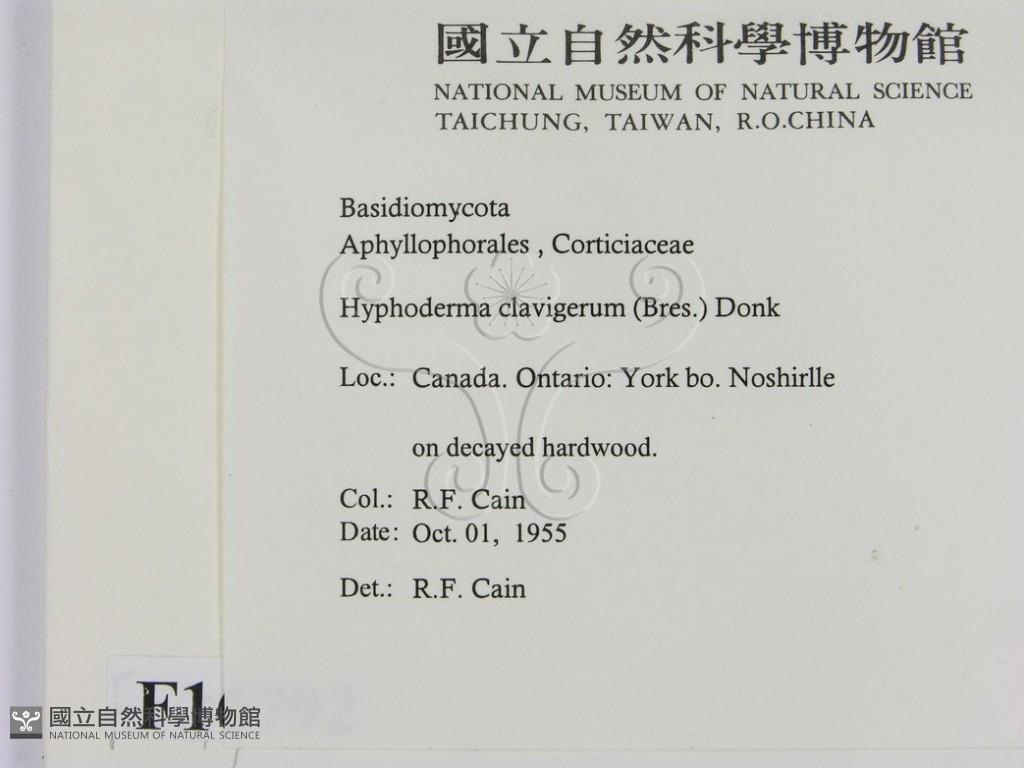 國立自然科學博物館
NATIONAL MUSEUM OF NATURAL SCIENCE
TAICHUNG, TAIWAN, R.O.CHINA
Basidiomycota
Aphyllophorales , Corticiaceae
Hyphoderma clavigerum (Bres.) Donk
Loc.: Canada. Ontario: York bo. Noshirlle
on decayed hardwood.
Col.: R.F. Cain
Date: Oct. 01, 1955
Det.: R.F. Cain
國立自然科學博物館
NATIONAL MUSEUM OF NATURAL SCIENCE